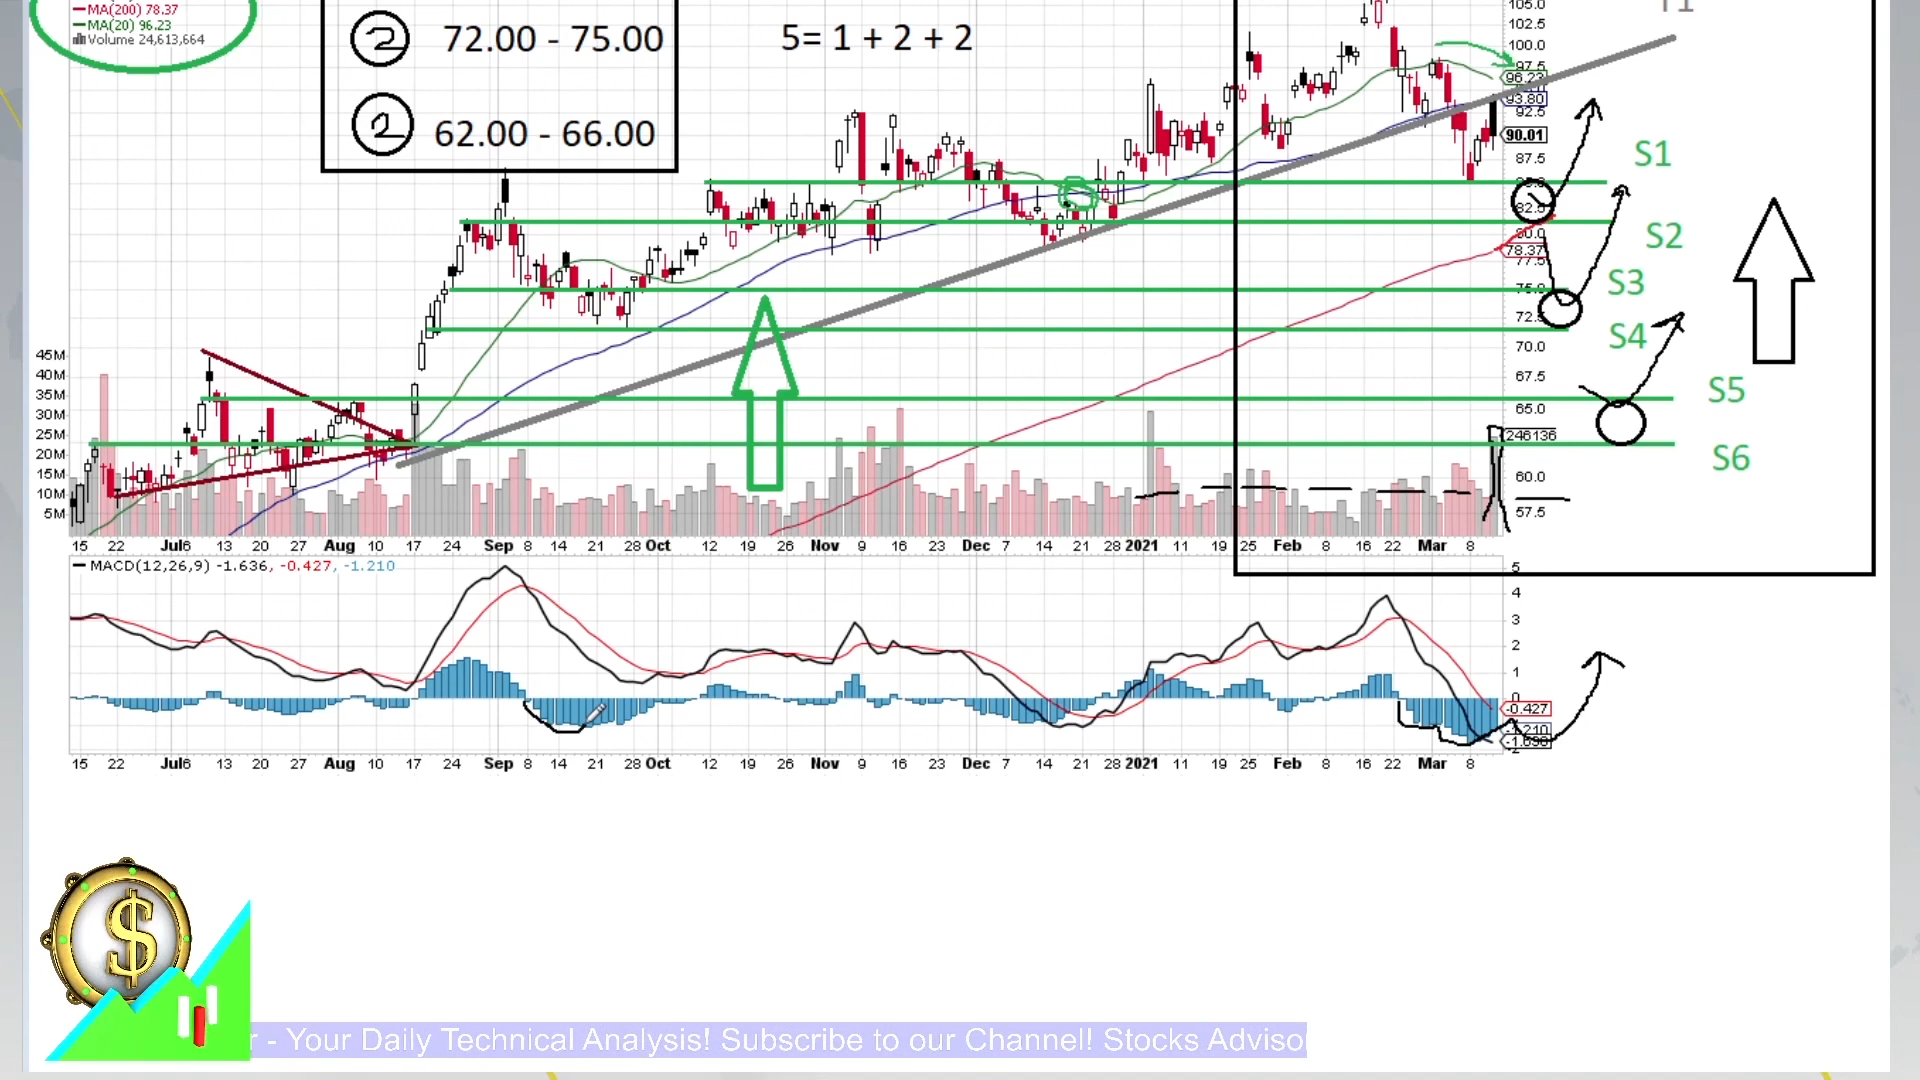 MA(200) 78.37
MA(20) 96.23
Volume 24,613,664
2 72.00 - 75.00
2 62.00 - 66.00
5= 1 + 2 + 2
T1
105.0
102.5
100.0
97.5
96.23
93.80
92.5
90.01
87.5
82.5
80.0
78.37
77.5
75.0
72.5
70.0
67.5
65.0
246136
60.0
57.5
S1
S2
S3
S4
S5
S6
45M
40M
35M
30M
25M
20M
15M
10M
5M
15 22 Jul6 13 20 27 Aug 10 17 24 Sep 8 14 21 28 Oct 12 19 26 Nov 9 16 23 Dec 7 14 21 28 2021 11 19 25 Feb 8 16 22 Mar 8
MACD(12,26,9) -1.636, -0.427, -1.210
5
4
3
2
1
0
-0.427
-1.210
15 22 Jul6 13 20 27 Aug 10 17 24 Sep 8 14 21 28 Oct 12 19 26 Nov 9 16 23 Dec 7 14 21 28 2021 11 19 25 Feb 8 16 22 Mar 8
$
r - Your Daily Technical Analysis! Subscribe to our Channel! Stocks Adviso